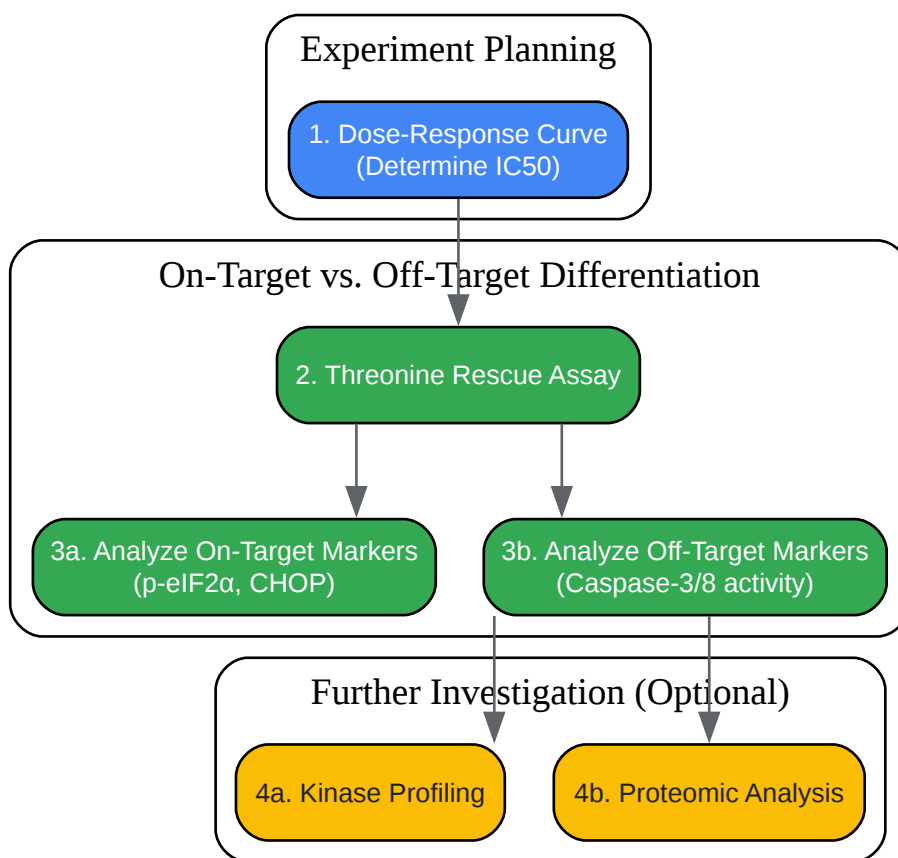 Experiment Planning
1. Dose-Response Curve
(Determine IC50)
On-Target vs. Off-Target Differentiation
2. Threonine Rescue Assay
3a. Analyze On-Target Markers
(p-eIF2α, CHOP)
3b. Analyze Off-Target Markers
(Caspase-3/8 activity)
Further Investigation (Optional)
4a. Kinase Profiling
4b. Proteomic Analysis